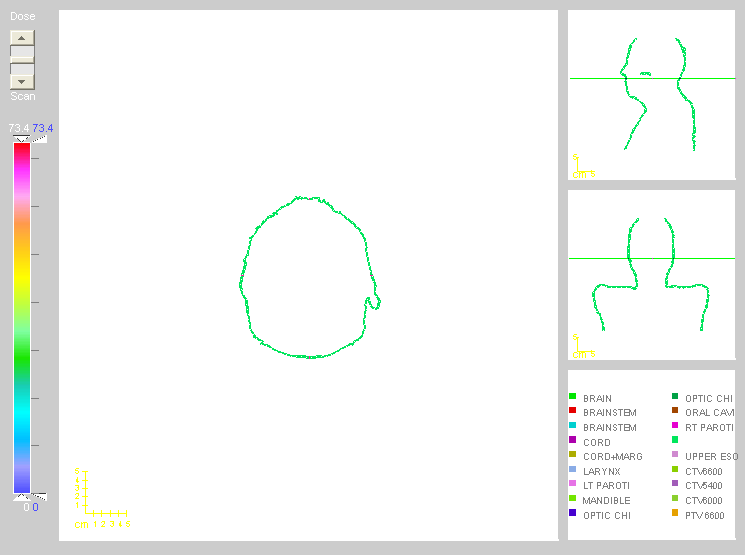 Dose
Scan
73.4 73.4
0 0
5
4
3
2
1
cm 1 2 3 4 5
5
cm 5
5
cm 5
BRAIN OPTIC CHI
BRAINSTEM ORAL CAVI
BRAINSTEM RT PAROTI
CORD
CORD+MARG UPPER ESO
LARYNX CTV6600
LT PAROTI CTV5400
MANDIBLE CTV6000
OPTIC CHI PTV6600